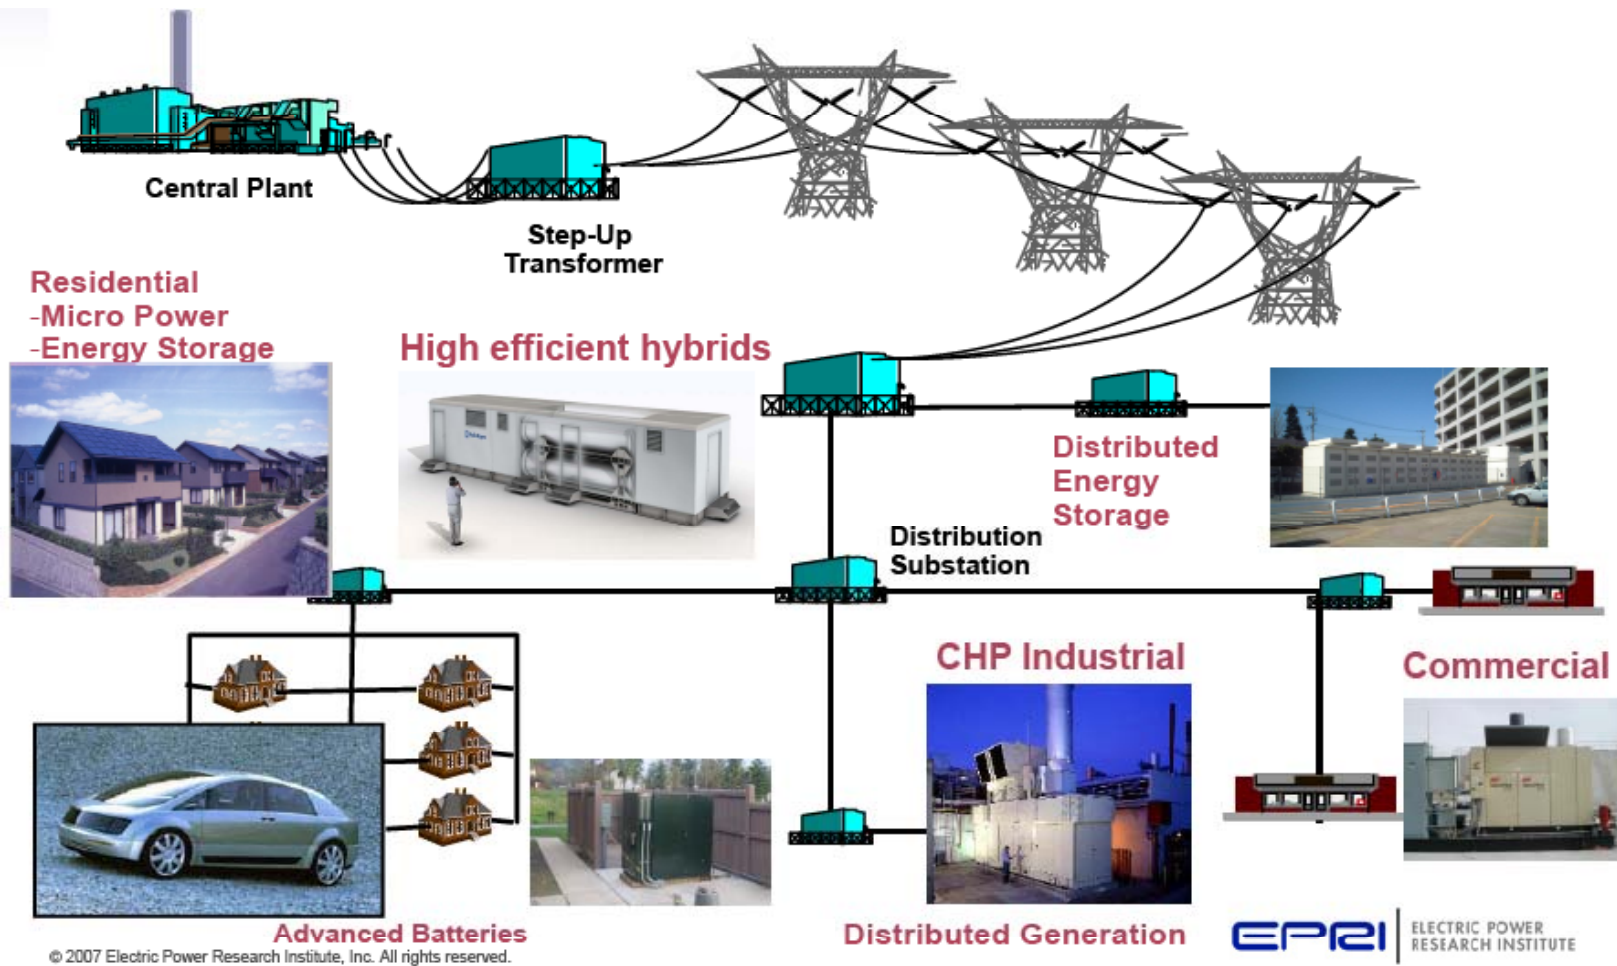 Central Plant
Step-Up
Transformer
Residential
-Micro Power
-Energy Storage
High efficient hybrids
Distributed
Energy
Storage
Distribution
Substation
CHP Industrial
Commercial
Advanced Batteries
Distributed Generation
© 2007 Electric Power Research Institute, Inc. All rights reserved.
EPRI
ELECTRIC POWER
RESEARCH INSTITUTE